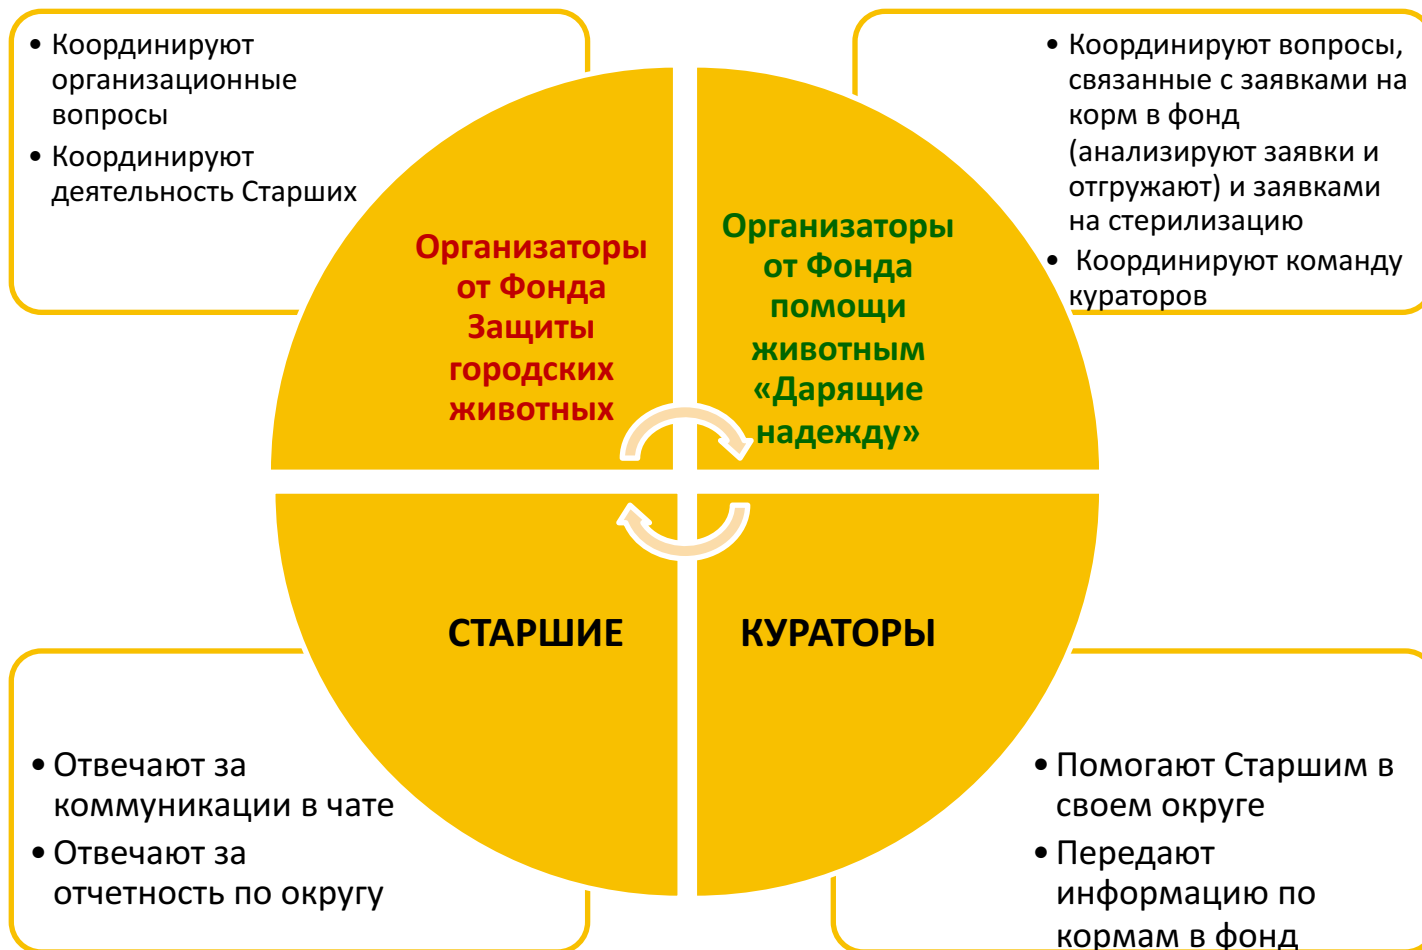 • Координируют
организационные
вопросы
• Координируют
деятельность Старших
• Координируют вопросы,
связанные с заявками на
корм в фонд
(анализируют заявки и
отгружают) и заявками
на стерилизацию
• Координируют команду
кураторов
Организаторы
от Фонда
Защиты
городских
животных
Организаторы
от Фонда
помощи
животным
«Дарящие
надежду»
СТАРШИЕ
КУРАТОРЫ
• Отвечают за
коммуникации в чате
• Отвечают за
отчетность по округу
• Помогают Старшим в
своем округе
• Передают
информацию по
кормам в фонд